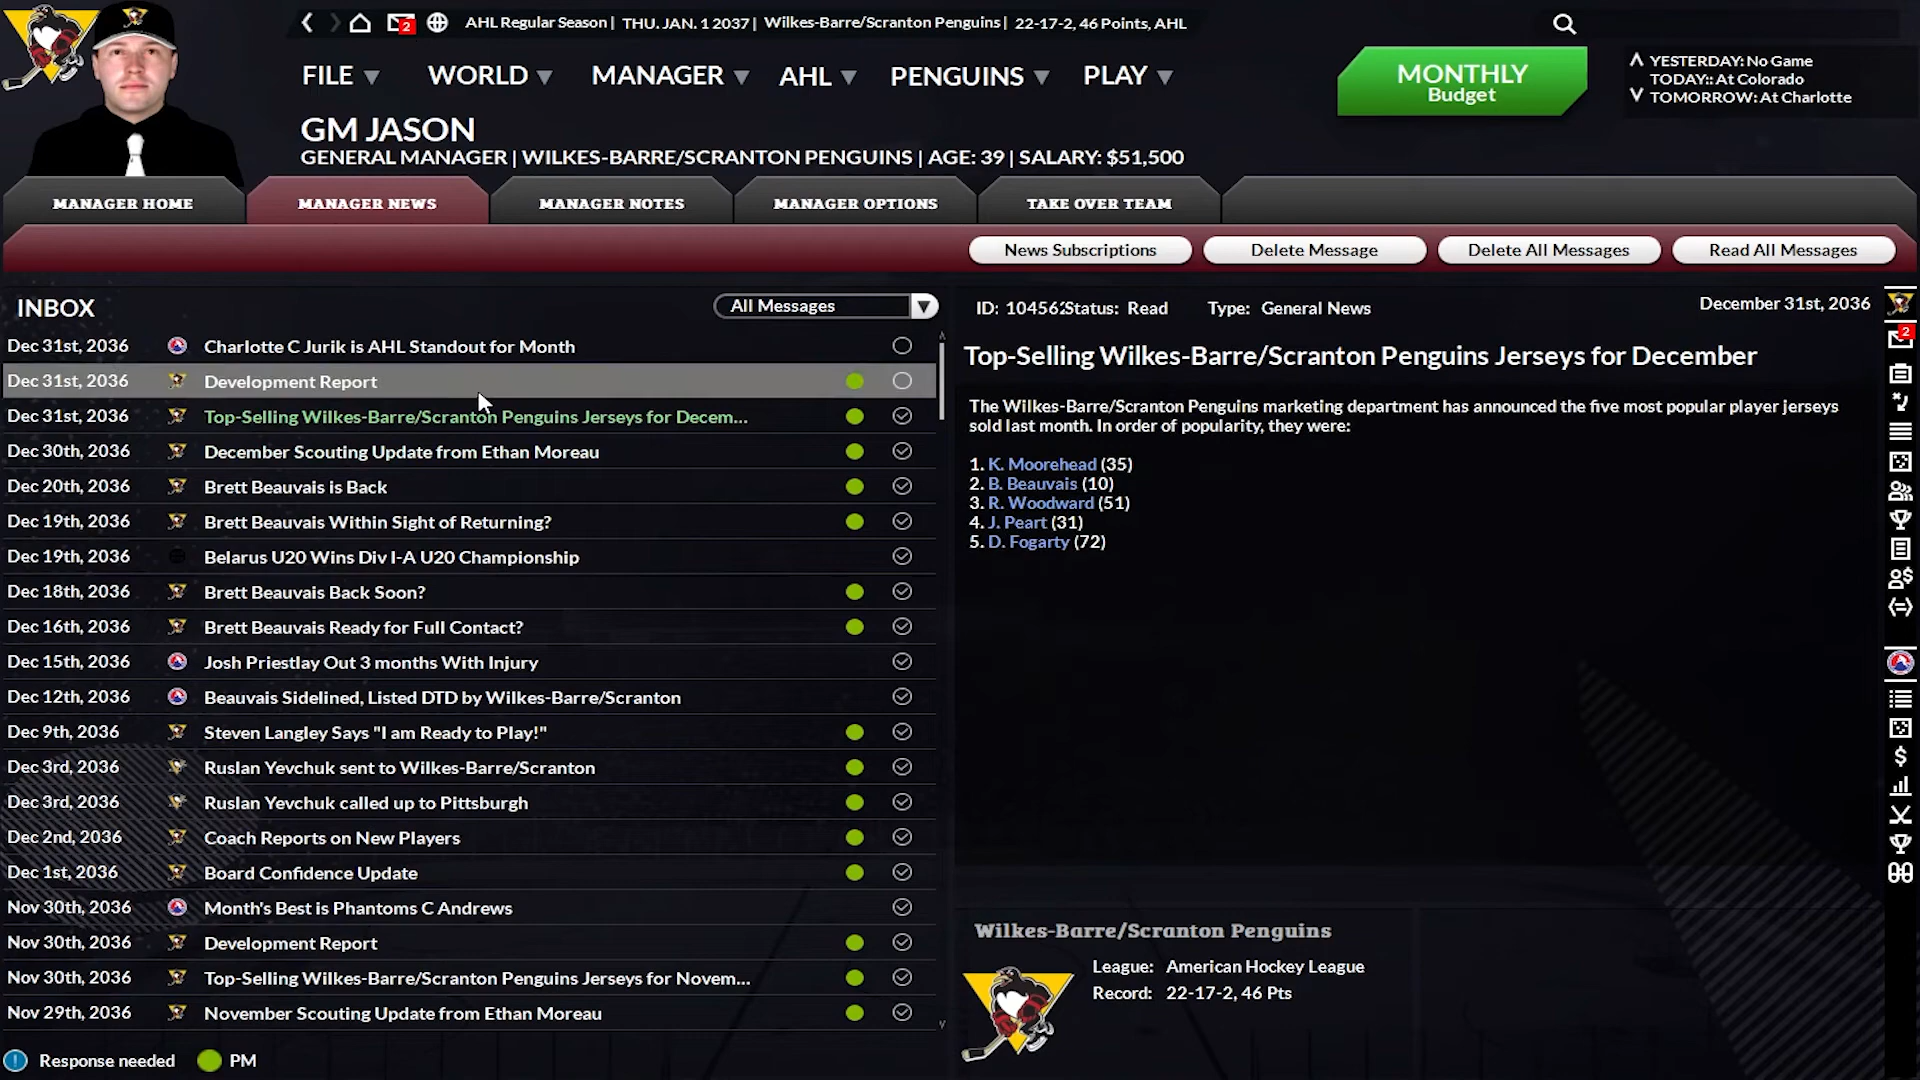 2
AHL Regular Season | THU. JAN. 1 2037 | Wilkes-Barre/Scranton Penguins | 22-17-2, 46 Points, AHL
FILE WORLD MANAGER AHL PENGUINS PLAY
MONTHLY
Budget
YESTERDAY: No Game
TODAY:: At Colorado
TOMORROW: At Charlotte
GM JASON
GENERAL MANAGER | WILKES-BARRE/SCRANTON PENGUINS | AGE: 39 | SALARY: $51,500
MANAGER HOME MANAGER NEWS MANAGER NOTES MANAGER OPTIONS TAKE OVER TEAM
News Subscriptions Delete Message Delete All Messages Read All Messages
INBOX
All Messages
Dec 31st, 2036 Charlotte C Jurik is AHL Standout for Month
Dec 31st, 2036 Development Report
Dec 31st, 2036 Top-Selling Wilkes-Barre/Scranton Penguins Jerseys for Decem...
Dec 30th, 2036 December Scouting Update from Ethan Moreau
Dec 20th, 2036 Brett Beauvais is Back
Dec 19th, 2036 Brett Beauvais Within Sight of Returning?
Dec 19th, 2036 Belarus U20 Wins Div I-A U20 Championship
Dec 18th, 2036 Brett Beauvais Back Soon?
Dec 16th, 2036 Brett Beauvais Ready for Full Contact?
Dec 15th, 2036 Josh Priestlay Out 3 months With Injury
Dec 12th, 2036 Beauvais Sidelined, Listed DTD by Wilkes-Barre/Scranton
Dec 9th, 2036 Steven Langley Says "I am Ready to Play!"
Dec 3rd, 2036 Ruslan Yevchuk sent to Wilkes-Barre/Scranton
Dec 3rd, 2036 Ruslan Yevchuk called up to Pittsburgh
Dec 2nd, 2036 Coach Reports on New Players
Dec 1st, 2036 Board Confidence Update
Nov 30th, 2036 Month's Best is Phantoms C Andrews
Nov 30th, 2036 Development Report
Nov 30th, 2036 Top-Selling Wilkes-Barre/Scranton Penguins Jerseys for Novem...
Nov 29th, 2036 November Scouting Update from Ethan Moreau
Response needed PM
ID: 104562 Status: Read Type: General News December 31st, 2036
Top-Selling Wilkes-Barre/Scranton Penguins Jerseys for December
The Wilkes-Barre/Scranton Penguins marketing department has announced the five most popular player jerseys
sold last month. In order of popularity, they were:
1. K. Moorehead (35)
2. B. Beauvais (10)
3. R. Woodward (51)
4. J. Peart (31)
5. D. Fogarty (72)
Wilkes-Barre/Scranton Penguins
League: American Hockey League
Record: 22-17-2, 46 Pts
2